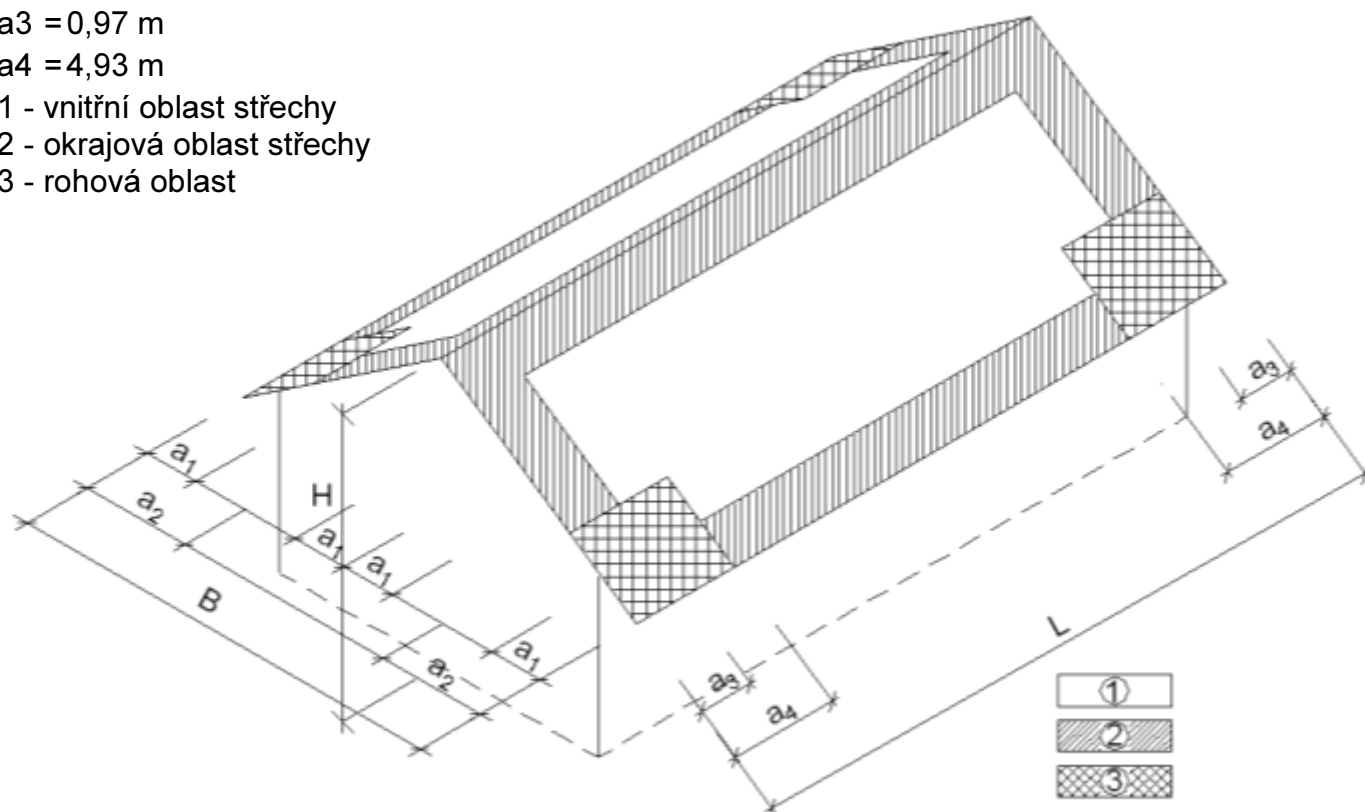 a3 =0,97 m
a4 =4,93 m
1 - vnitřní oblast střechy
2 - okrajová oblast střechy
3 - rohová oblast
a3
a4
a1
H
a2
a1
a1
B
a1
a2
L
a3
a4
1
2
3